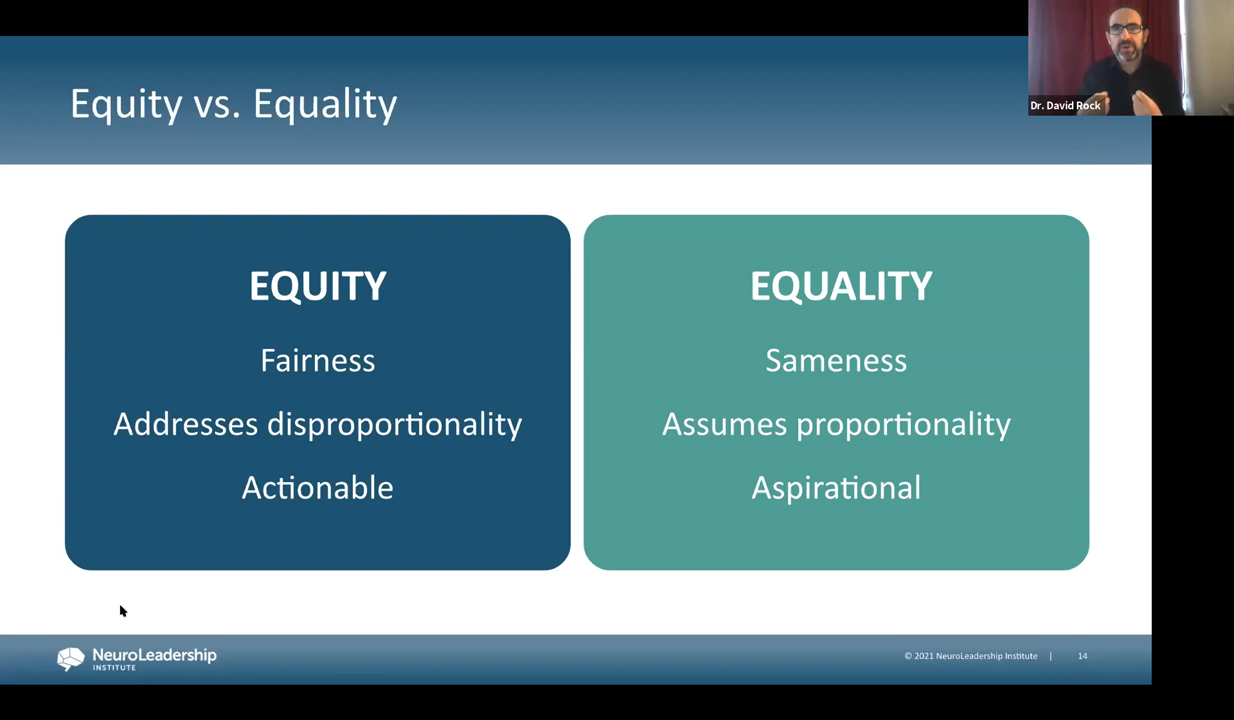 Dr. David Rock
Equity vs. Equality
EQUITY
Fairness
Addresses disproportionality
Actionable
EQUALITY
Sameness
Assumes proportionality
Aspirational
NeuroLeadership
INSTITUTE
© 2021 NeuroLeadership Institute | 14